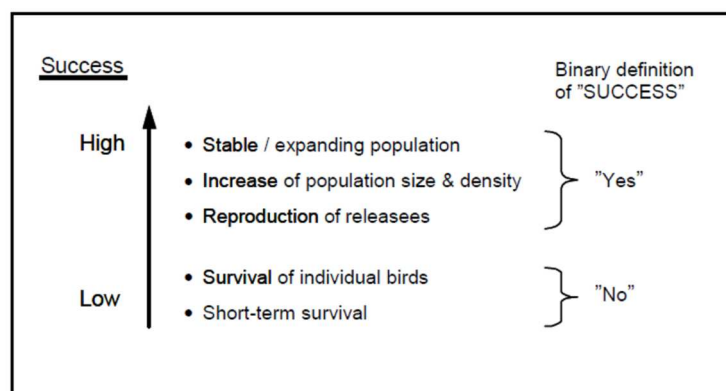 Success
Binary definition
of "SUCCESS"
High
• Stable / expanding population
• Increase of population size & density
• Reproduction of releasees
"Yes"
• Survival of individual birds
• Short-term survival
Low
"No"